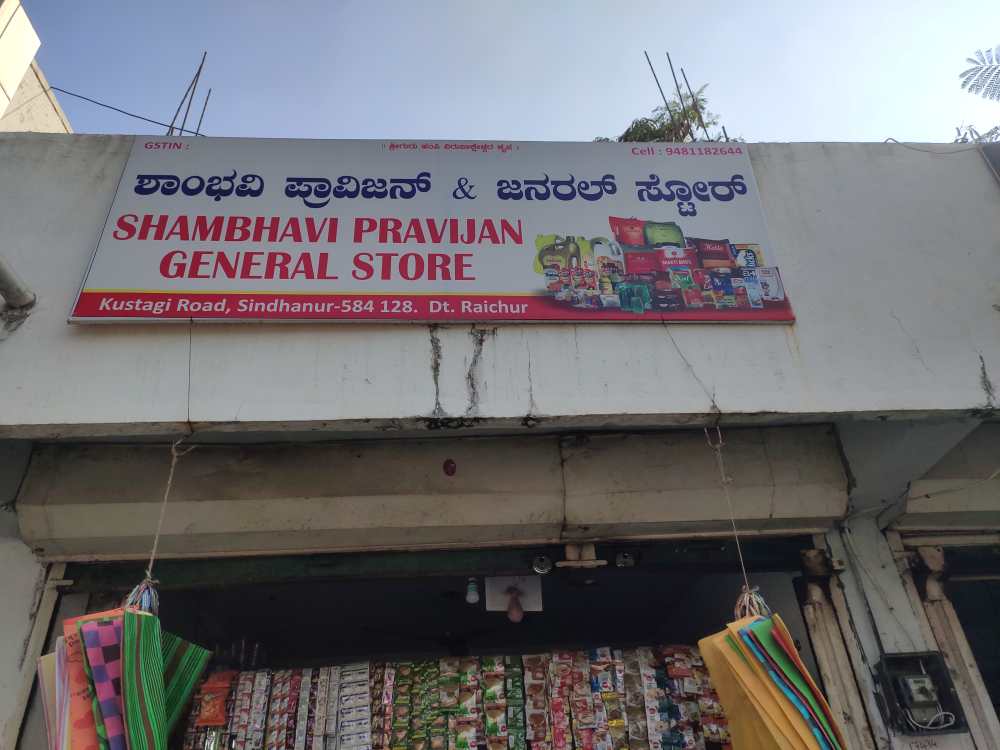 GSTIN :
॥ ಶ್ರೀಗುರು ಹಂಪಿ ವಿರುಪಾಕ್ಷೇಶ್ವರ ಕೃಪ ॥
Cell : 9481182644
ಶಾಂಭವಿ ಪ್ರಾವಿಜನ್ & ಜನರಲ್ ಸ್ಟೋರ್
SHAMBHAVI PRAVIJAN
GENERAL STORE
Kustagi Road, Sindhanur-584 128. Dt. Raichur